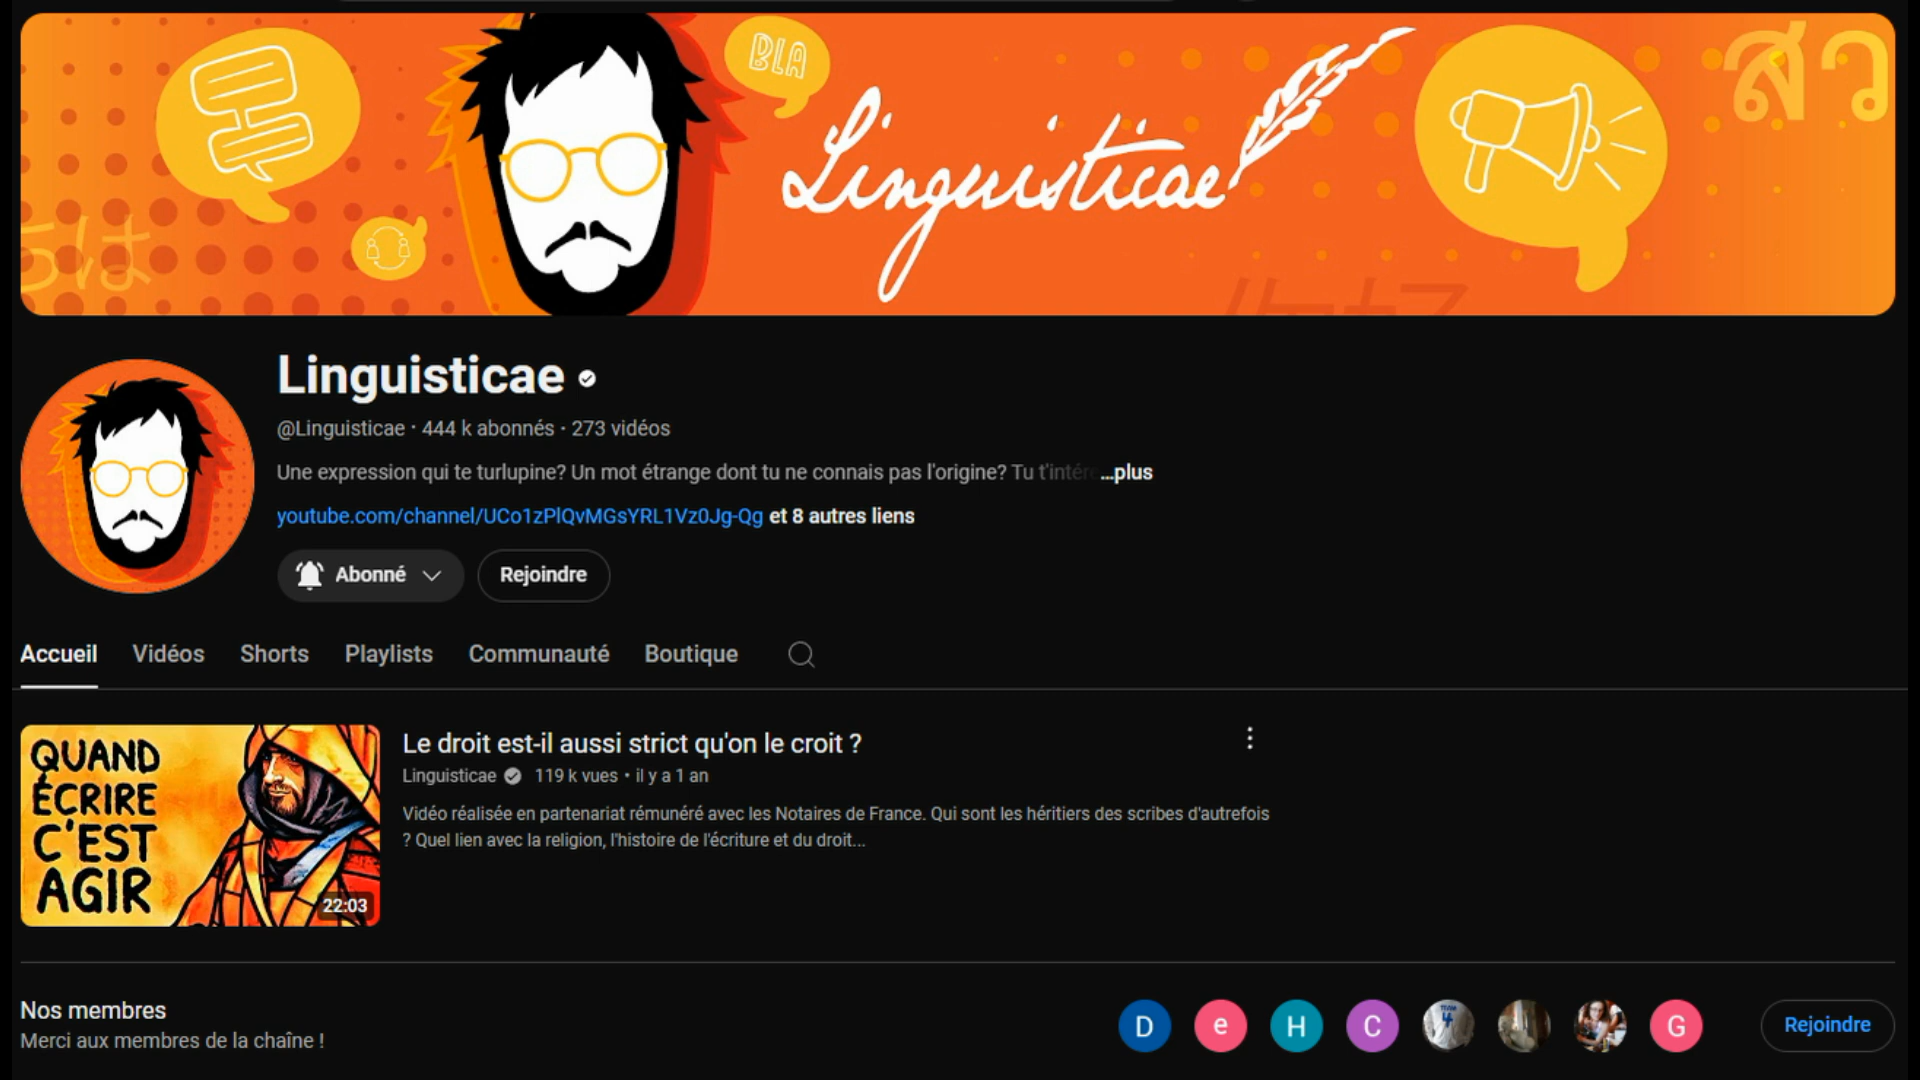 BLA
สว
Linguisticae
ちは
你好
Linguisticae
@Linguisticae · 444 k abonnés · 273 vidéos
Une expression qui te turlupine? Un mot étrange dont tu ne connais pas l'origine? Tu t'intére ...plus
youtube.com/channel/UCo1zPlQvMGsYRL1Vz0Jg-Qg et 8 autres liens
Abonné
Rejoindre
Accueil Vidéos Shorts Playlists Communauté Boutique
QUAND
ÉCRIRE
C'EST
AGIR
22:03
Le droit est-il aussi strict qu'on le croit ?
Linguisticae 119 k vues · il y a 1 an
Vidéo réalisée en partenariat rémunéré avec les Notaires de France. Qui sont les héritiers des scribes d'autrefois
? Quel lien avec la religion, l'histoire de l'écriture et du droit...
Nos membres
Merci aux membres de la chaîne !
D e H C G
Rejoindre